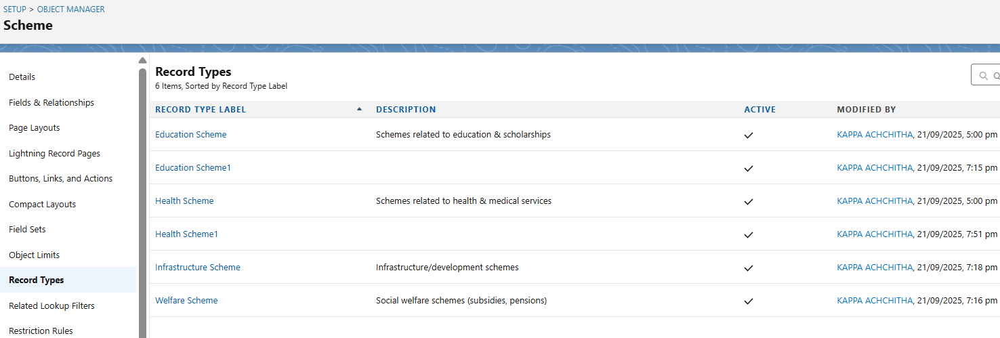 SETUP > OBJECT MANAGER
Scheme
Details
Fields & Relationships
Page Layouts
Lightning Record Pages
Buttons, Links, and Actions
Compact Layouts
Field Sets
Object Limits
Record Types
Related Lookup Filters
Restriction Rules
Record Types
6 Items, Sorted by Record Type Label
Q
RECORD TYPE LABEL DESCRIPTION ACTIVE MODIFIED BY
Education Scheme Schemes related to education & scholarships KAPPA ACHCHITHA, 21/09/2025, 5:00 pm
Education Scheme1 KAPPA ACHCHITHA, 21/09/2025, 7:15 pm
Health Scheme Schemes related to health & medical services KAPPA ACHCHITHA, 21/09/2025, 5:00 pm
Health Scheme1 KAPPA ACHCHITHA, 21/09/2025, 7:51 pm
Infrastructure Scheme Infrastructure/development schemes KAPPA ACHCHITHA, 21/09/2025, 7:18 pm
Welfare Scheme Social welfare schemes (subsidies, pensions) KAPPA ACHCHITHA, 21/09/2025, 7:16 pm